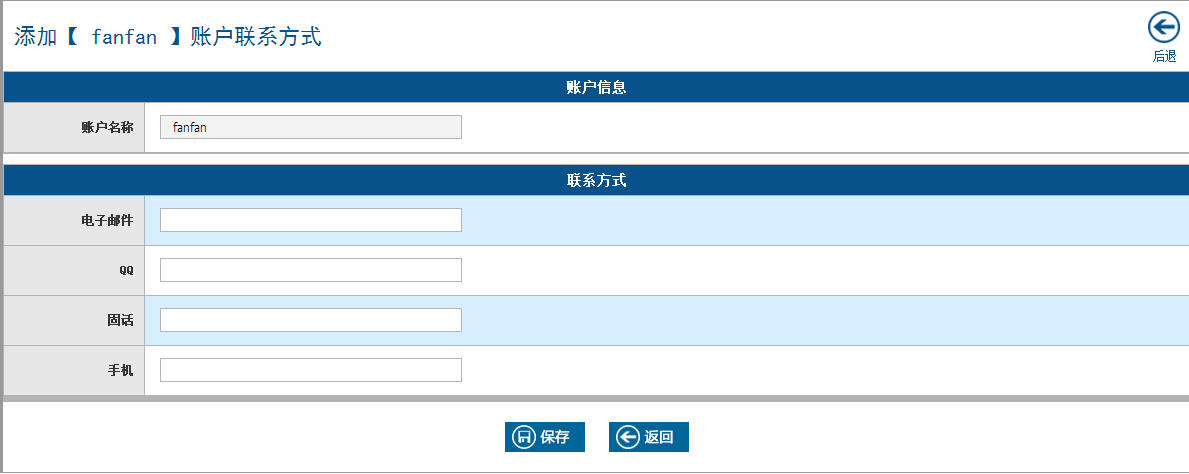 添加【 fanfan 】账户联系方式
后退
账户信息
账户名称 fanfan
联系方式
电子邮件
QQ
固话
手机
保存 返回